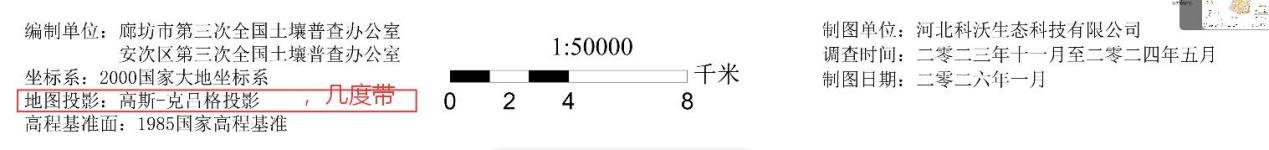 编制单位：廊坊市第三次全国土壤普查办公室
安次区第三次全国土壤普查办公室
坐标系：2000国家大地坐标系
地图投影：高斯-克吕格投影 ，几度带
高程基准面：1985国家高程基准
1:50000
千米
0 2 4 8
制图单位：河北科沃生态科技有限公司
调查时间：二〇二三年十一月至二〇二四年五月
制图日期：二〇二六年一月